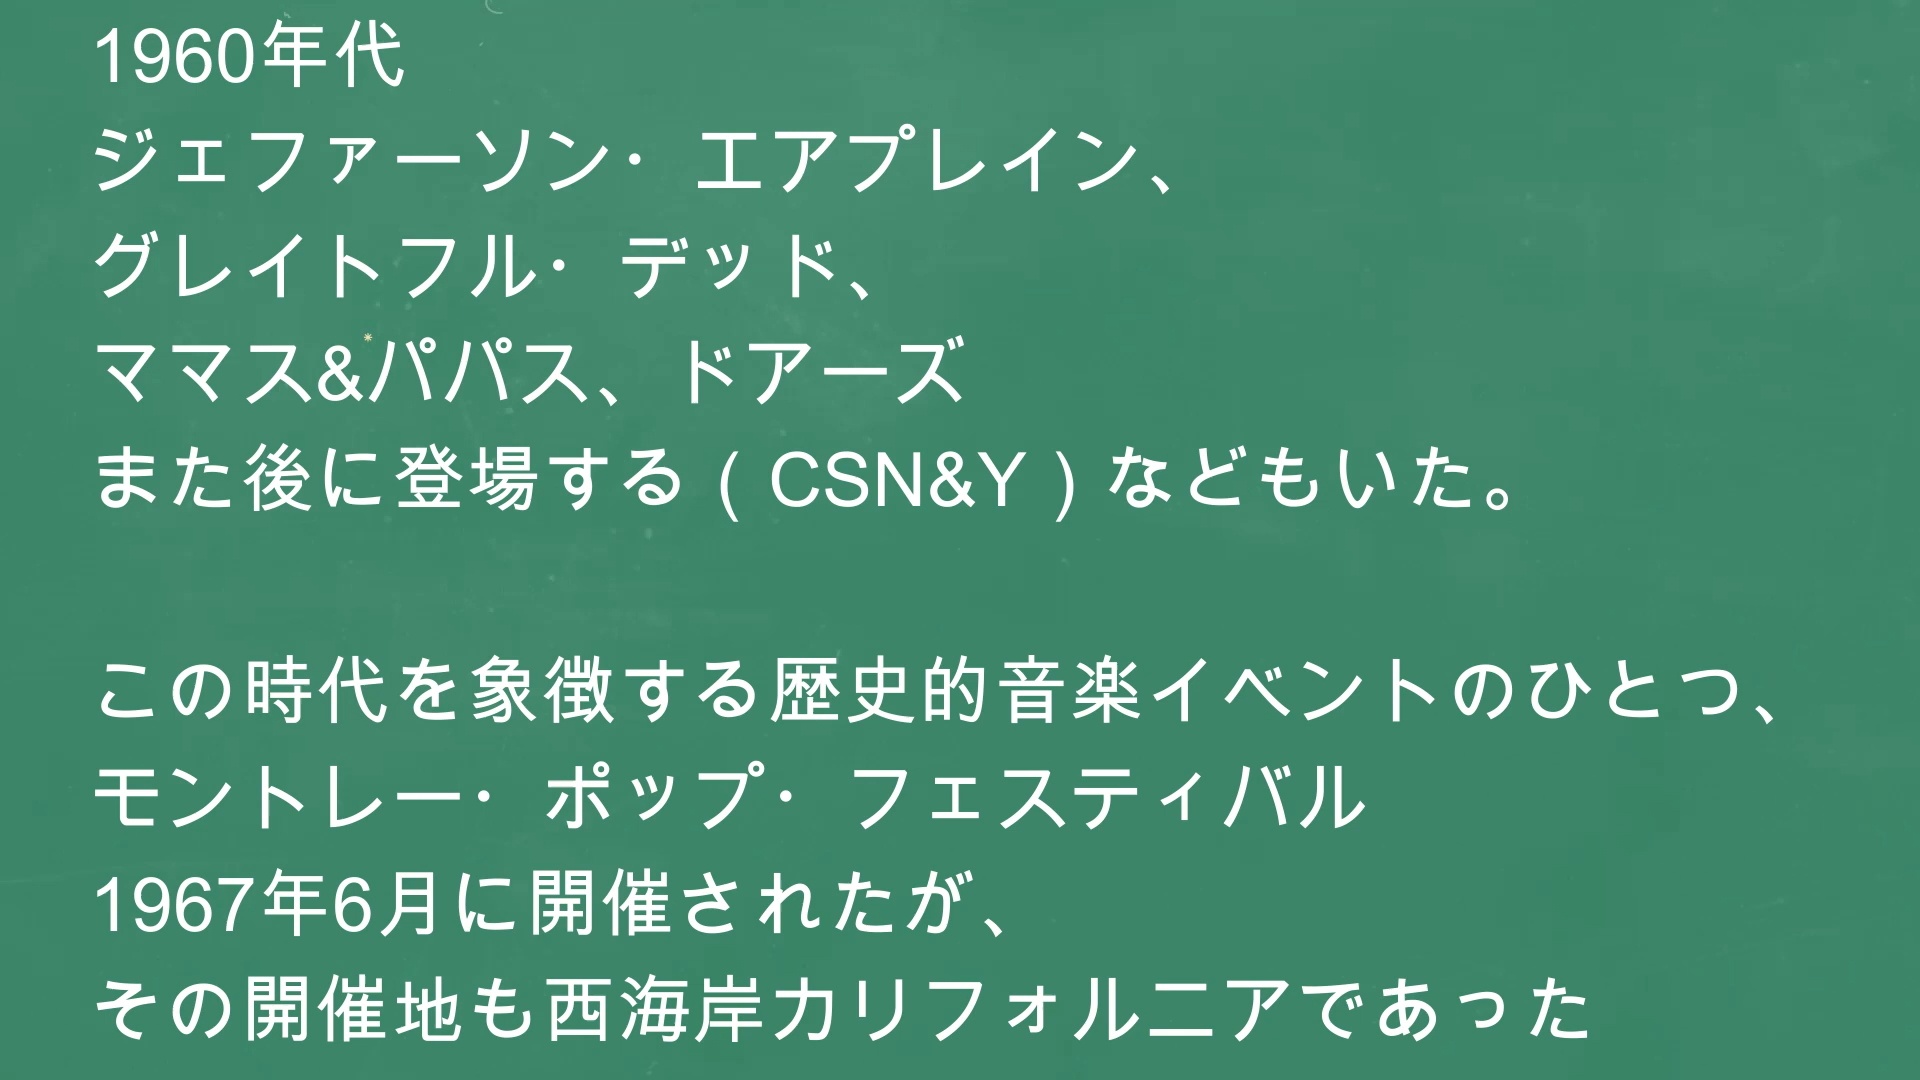 1960年代
ジェファーソン・エアプレイン、
グレイトフル・デッド、
ママス&パパス、ドアーズ
また後に登場する（CSN&Y）などもいた。
この時代を象徴する歴史的音楽イベントのひとつ、
モントレー・ポップ・フェスティバル
1967年6月に開催されたが、
その開催地も西海岸カリフォルニアであった